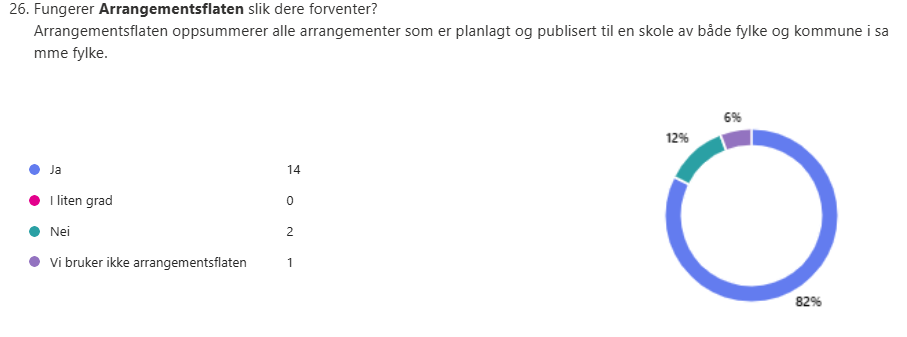 26. Fungerer Arrangementsflaten slik dere forventer?
Arrangementsflaten oppsummerer alle arrangementer som er planlagt og publisert til en skole av både fylke og kommune i sa
mme fylke.
6%
12%
Ja 14
I liten grad 0
Nei 2
Vi bruker ikke arrangementsflaten 1
82%